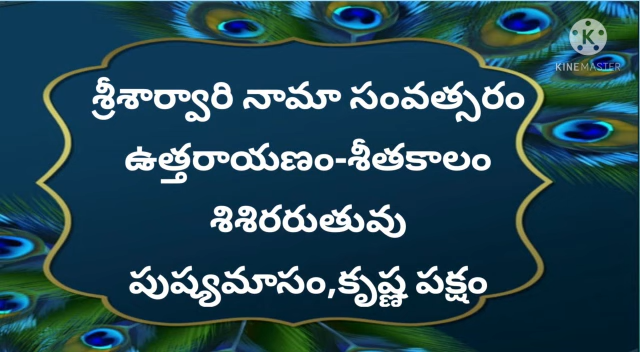 KINEMASTER
శ్రీశార్వారి నామా సంవత్సరం
ఉత్తరాయణం-శీతకాలం
శిశిరరుతువు
పుష్యమాసం,కృష్ణ పక్షం